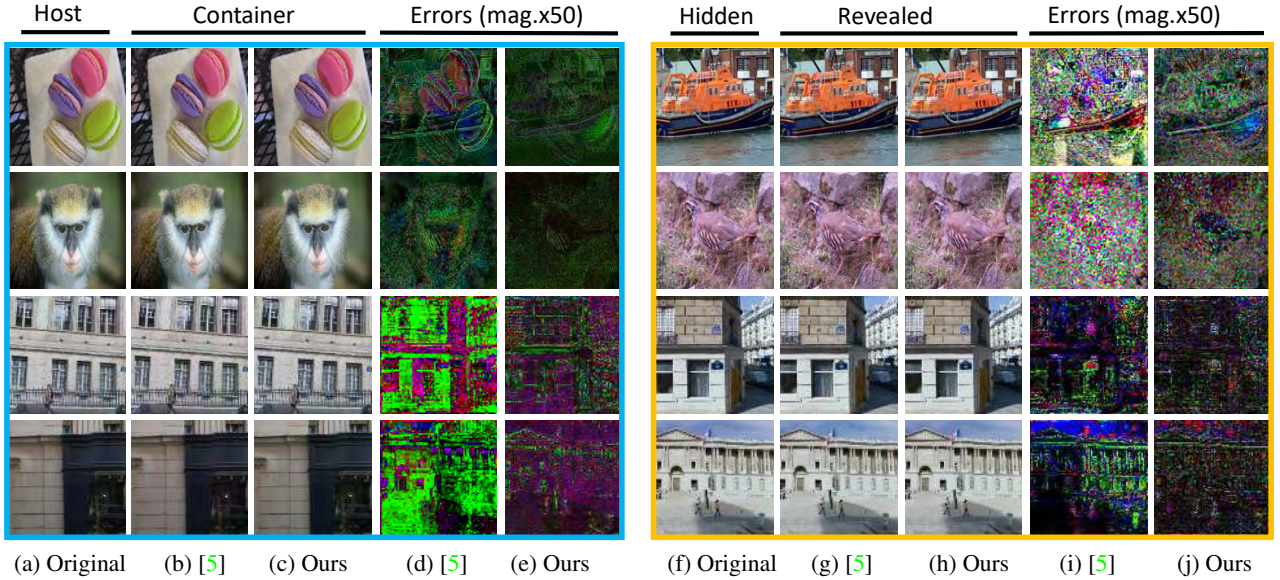 Host Container Errors (mag.x50) Hidden Revealed Errors (mag.x50)
(a) Original (b) [5] (c) Ours (d) [5] (e) Ours (f) Original (g) [5] (h) Ours (i) [5] (j) Ours